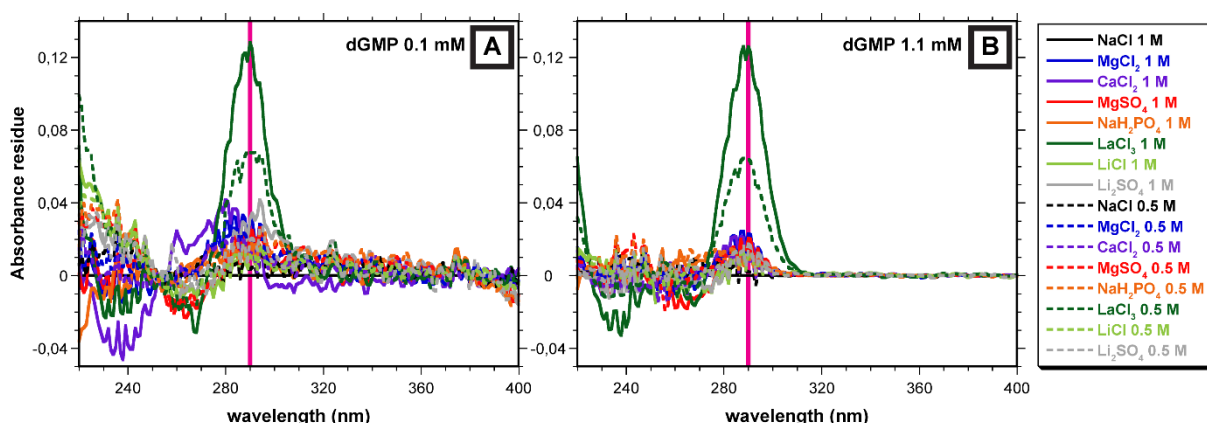 dGMP 0.1 mM
A
0,12
0,08
0,04
0
-0,04
Absorbance residue
240 280 320 360 400
wavelength (nm)
dGMP 1.1 mM
B
0,12
0,08
0,04
0
-0,04
240 280 320 360 400
wavelength (nm)
NaCl 1 M
MgCl₂ 1 M
CaCl₂ 1 M
MgSO₄ 1 M
NaH₂PO₄ 1 M
LaCl₃ 1 M
LiCl 1 M
Li₂SO₄ 1 M
NaCl 0.5 M
MgCl₂ 0.5 M
CaCl₂ 0.5 M
MgSO₄ 0.5 M
NaH₂PO₄ 0.5 M
LaCl₃ 0.5 M
LiCl 0.5 M
Li₂SO₄ 0.5 M